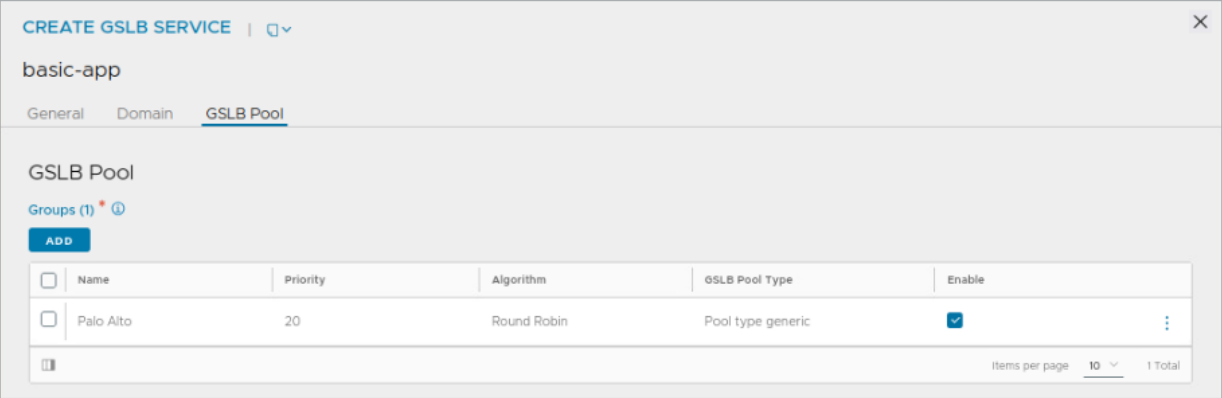 CREATE GSLB SERVICE |
basic-app
General Domain GSLB Pool
GSLB Pool
Groups (1) *
ADD
Name Priority Algorithm GSLB Pool Type Enable
Palo Alto 20 Round Robin Pool type generic
Items per page 10 1 Total